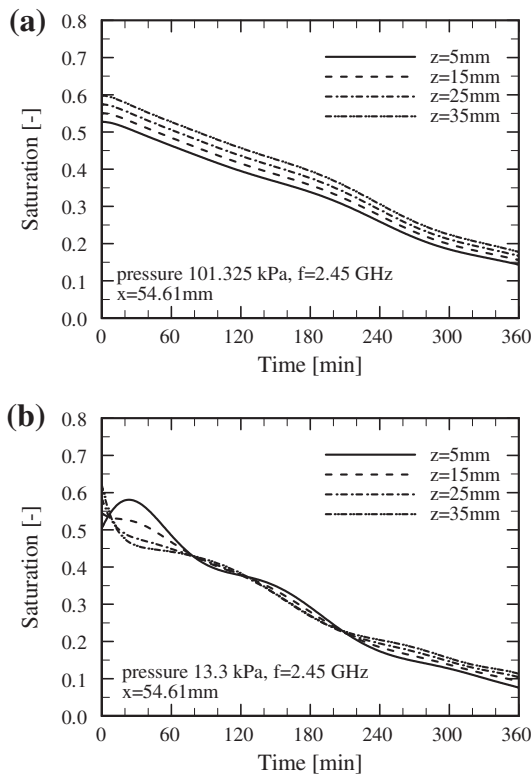 (a)
0.8
0.7
0.6
0.5
0.4
0.3
0.2
0.1
0.0
Saturation [-]
z=5mm
z=15mm
z=25mm
z=35mm
pressure 101.325 kPa, f=2.45 GHz
x=54.61mm
0 60 120 180 240 300 360
Time [min]
(b)
0.8
0.7
0.6
0.5
0.4
0.3
0.2
0.1
0.0
Saturation [-]
z=5mm
z=15mm
z=25mm
z=35mm
pressure 13.3 kPa, f=2.45 GHz
x=54.61mm
0 60 120 180 240 300 360
Time [min]